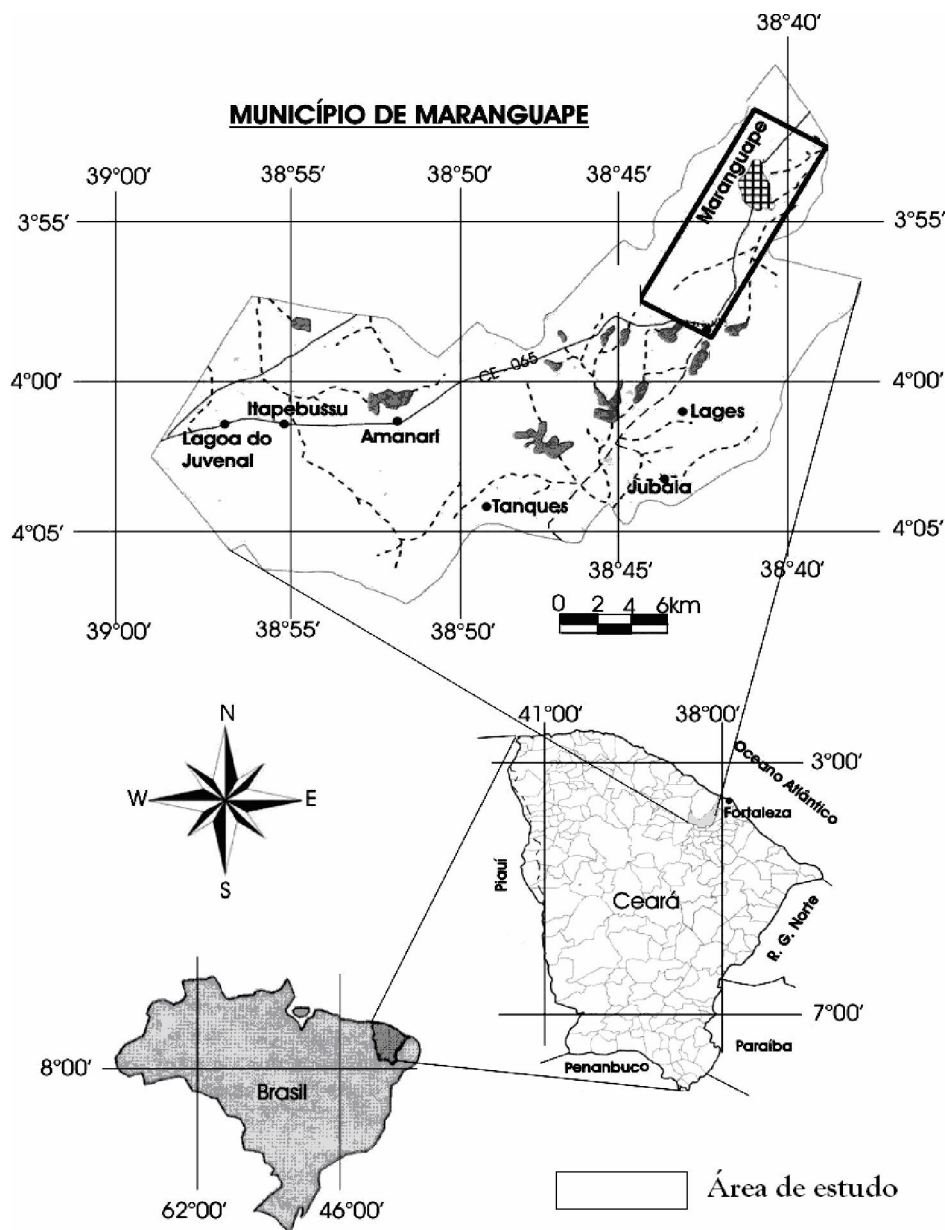 38°40'
MUNICÍPIO DE MARANGUAPE
Maranguape
39°00'
38°55'
38°50'
38°45'
3°55'
3°55'
CE - 065
4°00'
4°00'
Itapebussu
Lages
Lagoa do
Juvenal
Amanari
Jubaia
Tanques
4°05'
4°05'
38°45'
38°40'
0 2 4 6km
39°00'
38°55'
38°50'
N
41°00'
38°00'
Oceano Atlântico
3°00'
W
E
Fortaleza
S
Piauí
Ceará
R. G. Norte
7°00'
Paraíba
Penanbuco
8°00'
Brasil
62°00'
46°00'
Área de estudo